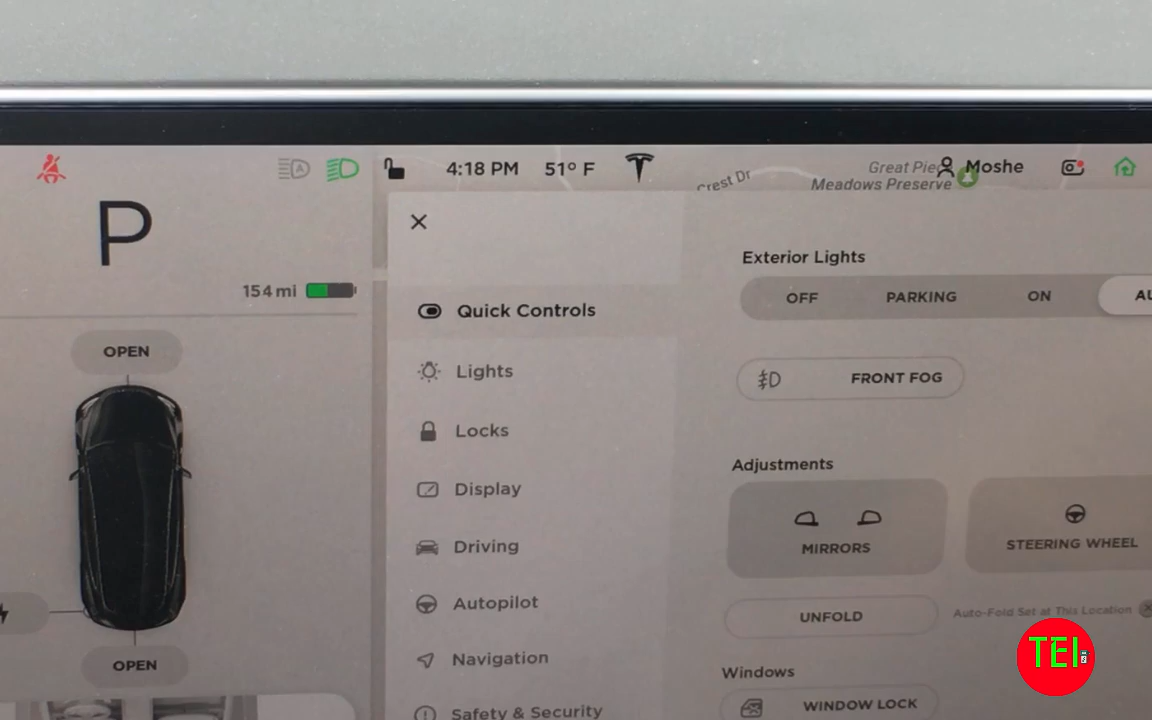 4:18 PM 51° F Moshe
Great Pie
Meadows Preserve
Crest Dr
P
154 mi
OPEN
OPEN
Quick Controls
Lights
Locks
Display
Driving
Autopilot
Navigation
Safety & Security
Exterior Lights
OFF PARKING ON AU
FRONT FOG
Adjustments
MIRRORS STEERING WHEEL
UNFOLD Auto-Fold Set at This Location
Windows
WINDOW LOCK
TEI